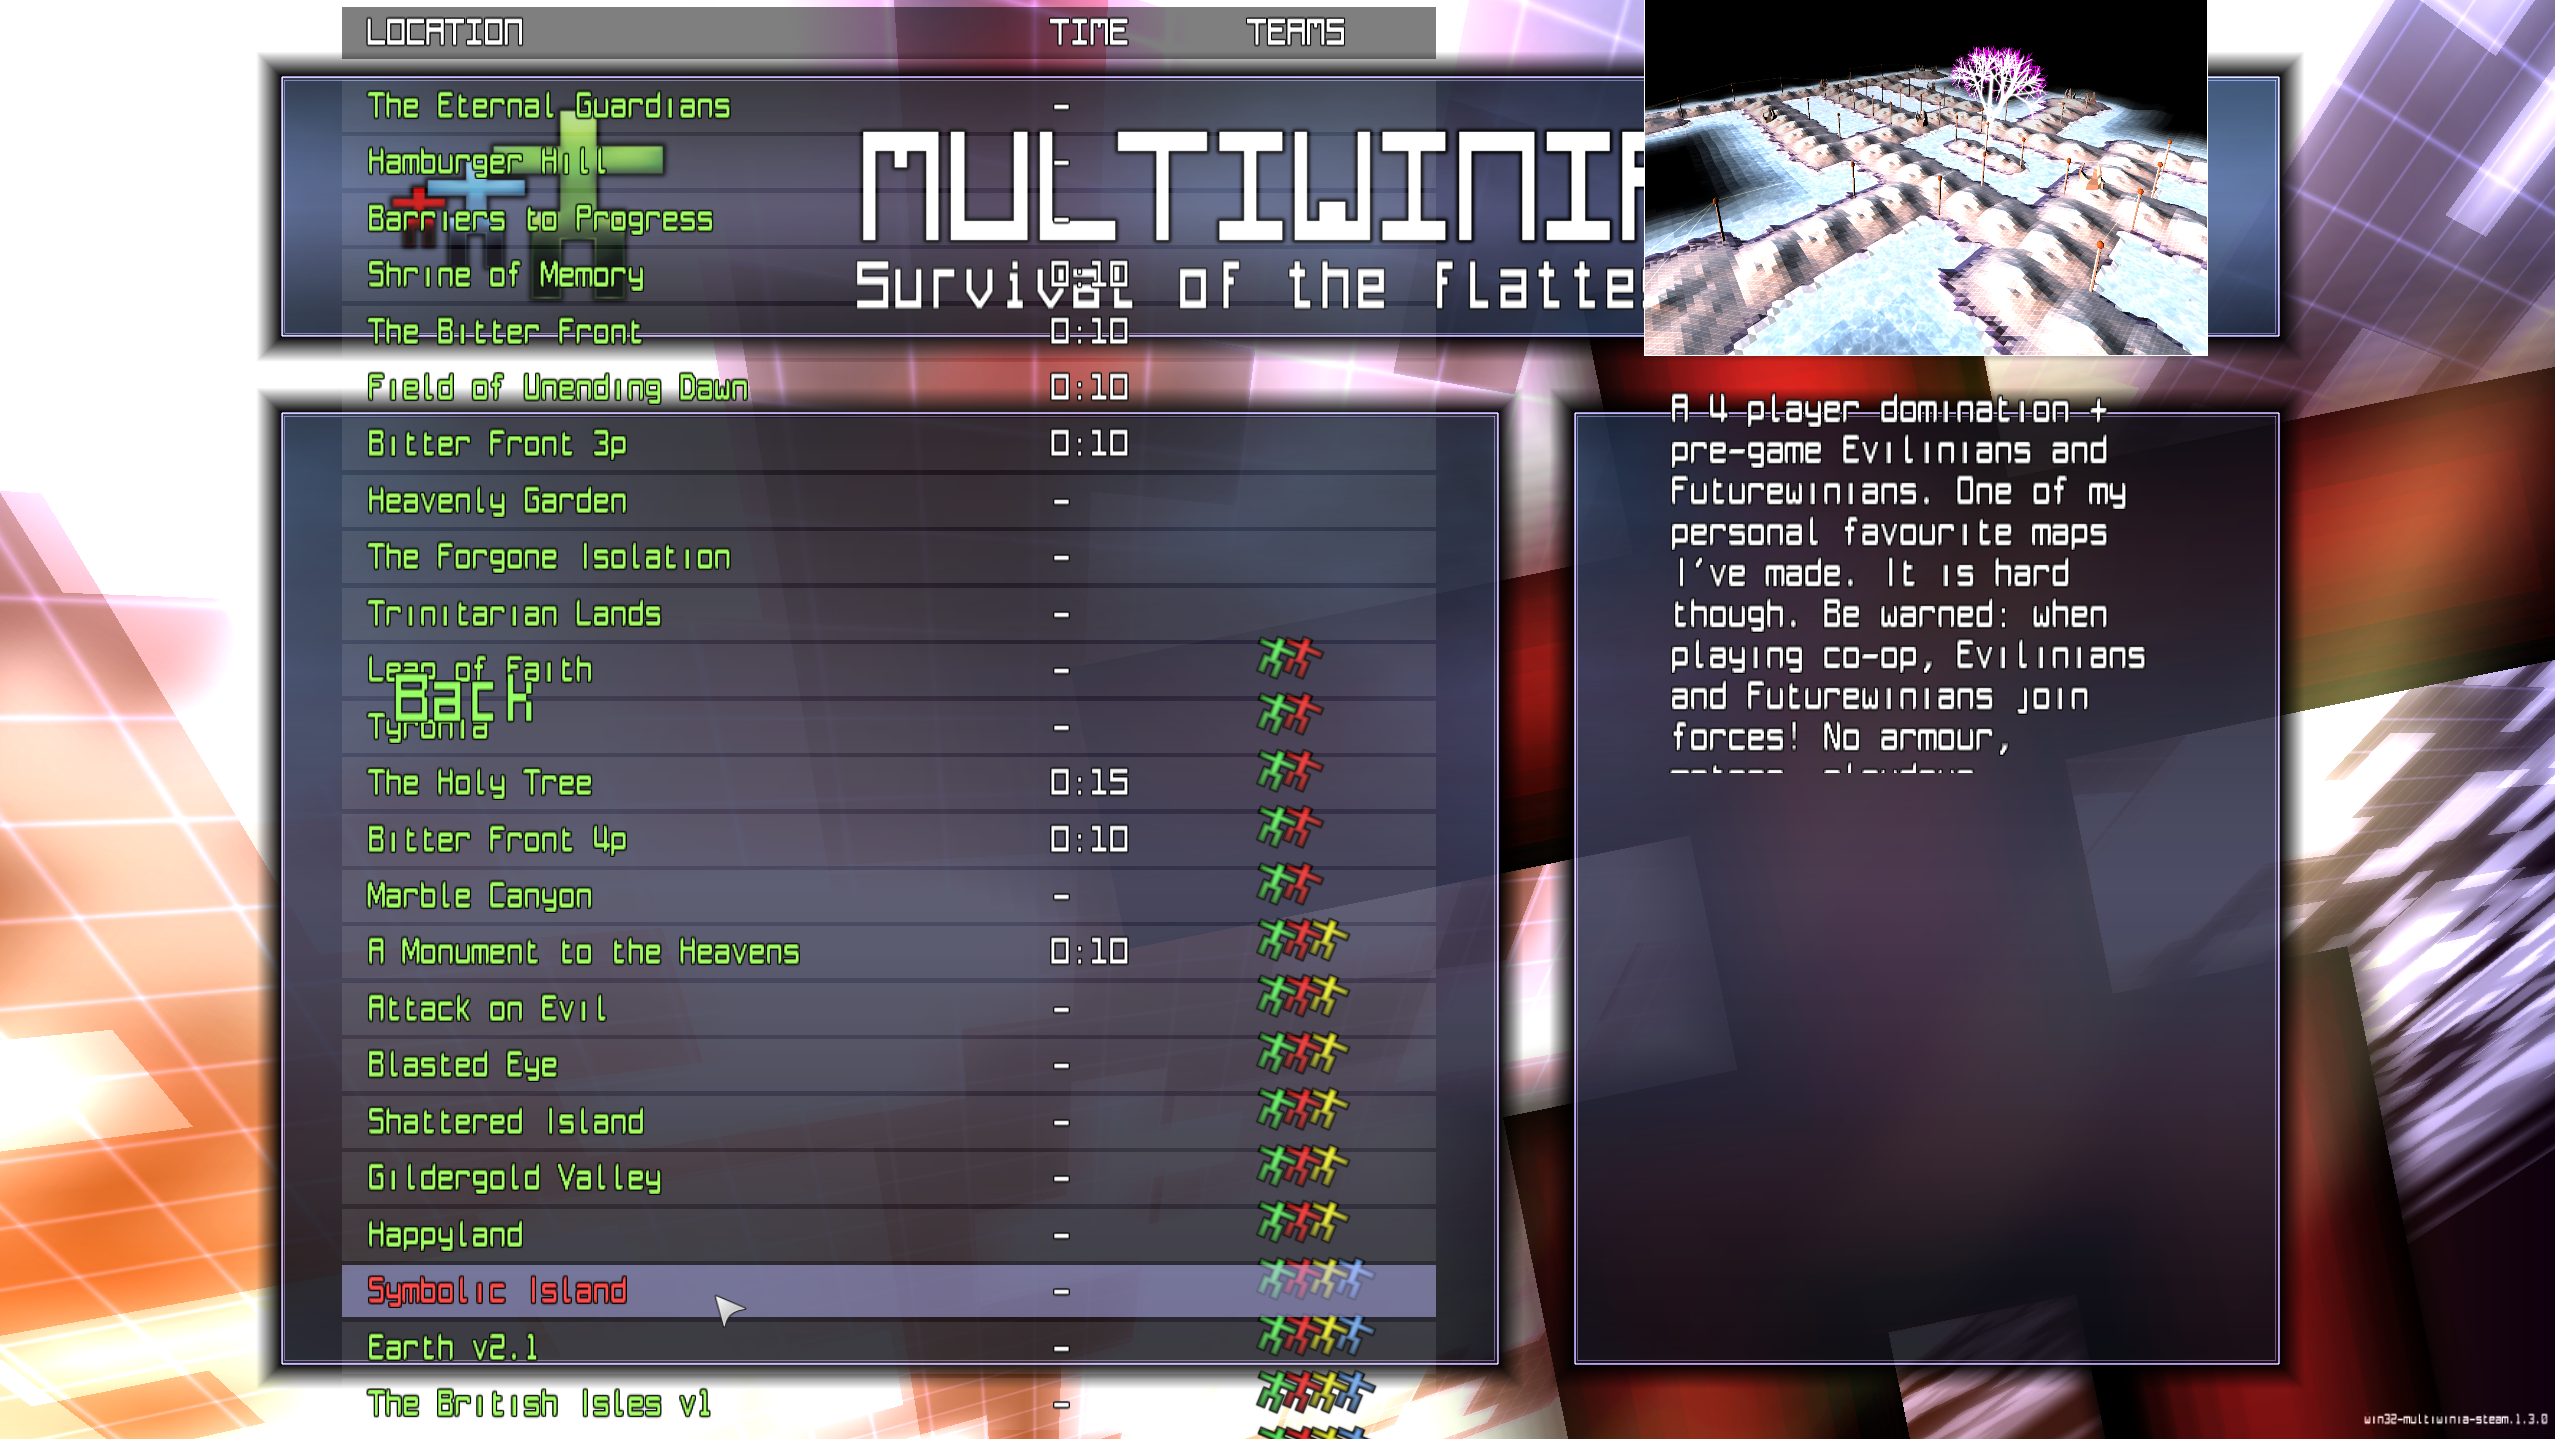 LOCATION TIME TEAMS
The Eternal Guardians -
Hamburger Hill -
Barriers to Progress -
Shrine of Memory 0:10
The Bitter Front 0:10
Field of Unending Dawn 0:10
Bitter Front 3p 0:10
Heavenly Garden -
The Forgone Isolation -
Trinitarian Lands -
Leap of Faith -
Back
Tyronia -
The Holy Tree 0:15
Bitter Front 4p 0:10
Marble Canyon -
A Monument to the Heavens 0:10
Attack on Evil -
Blasted Eye -
Shattered Island -
Gildergold Valley -
Happyland -
Symbolic Island -
Earth v2.1 -
The British Isles v1 -
MULTIWINIA
Survival of the flatte
A 4 player domination +
pre-game Evilinians and
Futurewinians. One of my
personal favourite maps
I've made. It is hard
though. Be warned: when
playing co-op, Evilinians
and Futurewinians join
forces! No armour,
win32-multiwinia-steam.1.3.0